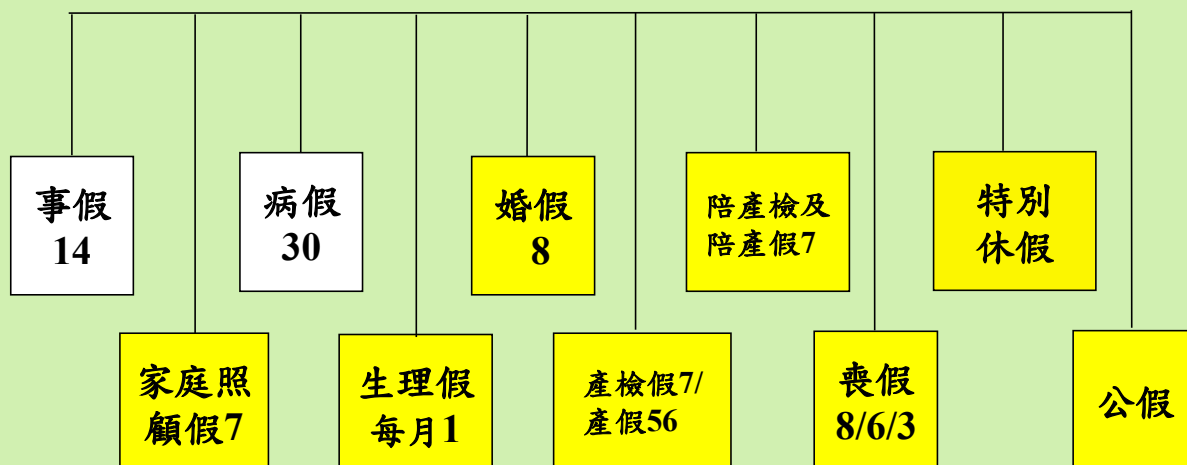 事假
14
病假
30
婚假
8
陪產檢及
陪產假7
特別
休假
家庭照
顧假7
生理假
每月1
產檢假7/
產假56
喪假
8/6/3
公假